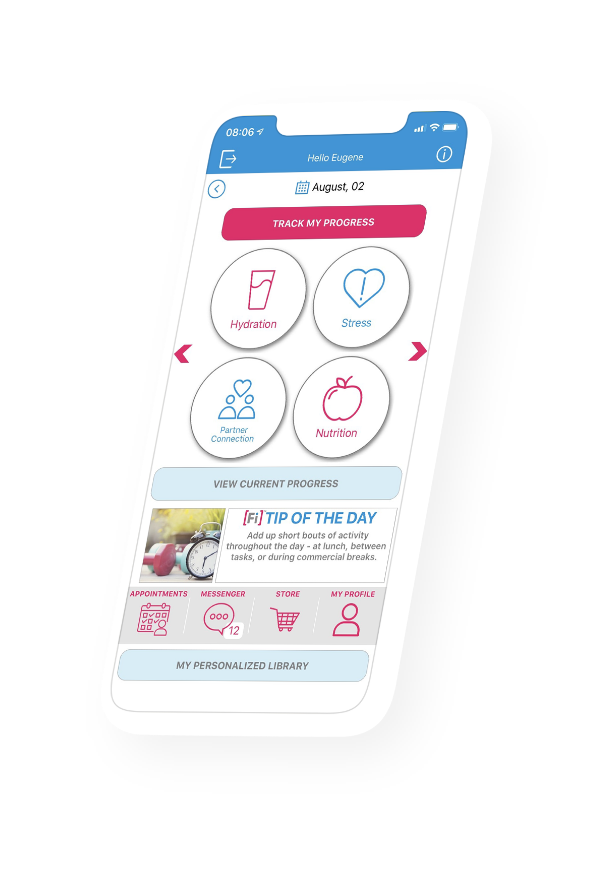 08:06
Hello Eugene
August, 02
TRACK MY PROGRESS
Hydration
Stress
Partner
Connection
Nutrition
VIEW CURRENT PROGRESS
[Fi] TIP OF THE DAY
Add up short bouts of activity
throughout the day - at lunch, between
tasks, or during commercial breaks.
APPOINTMENTS MESSENGER STORE MY PROFILE
12
MY PERSONALIZED LIBRARY